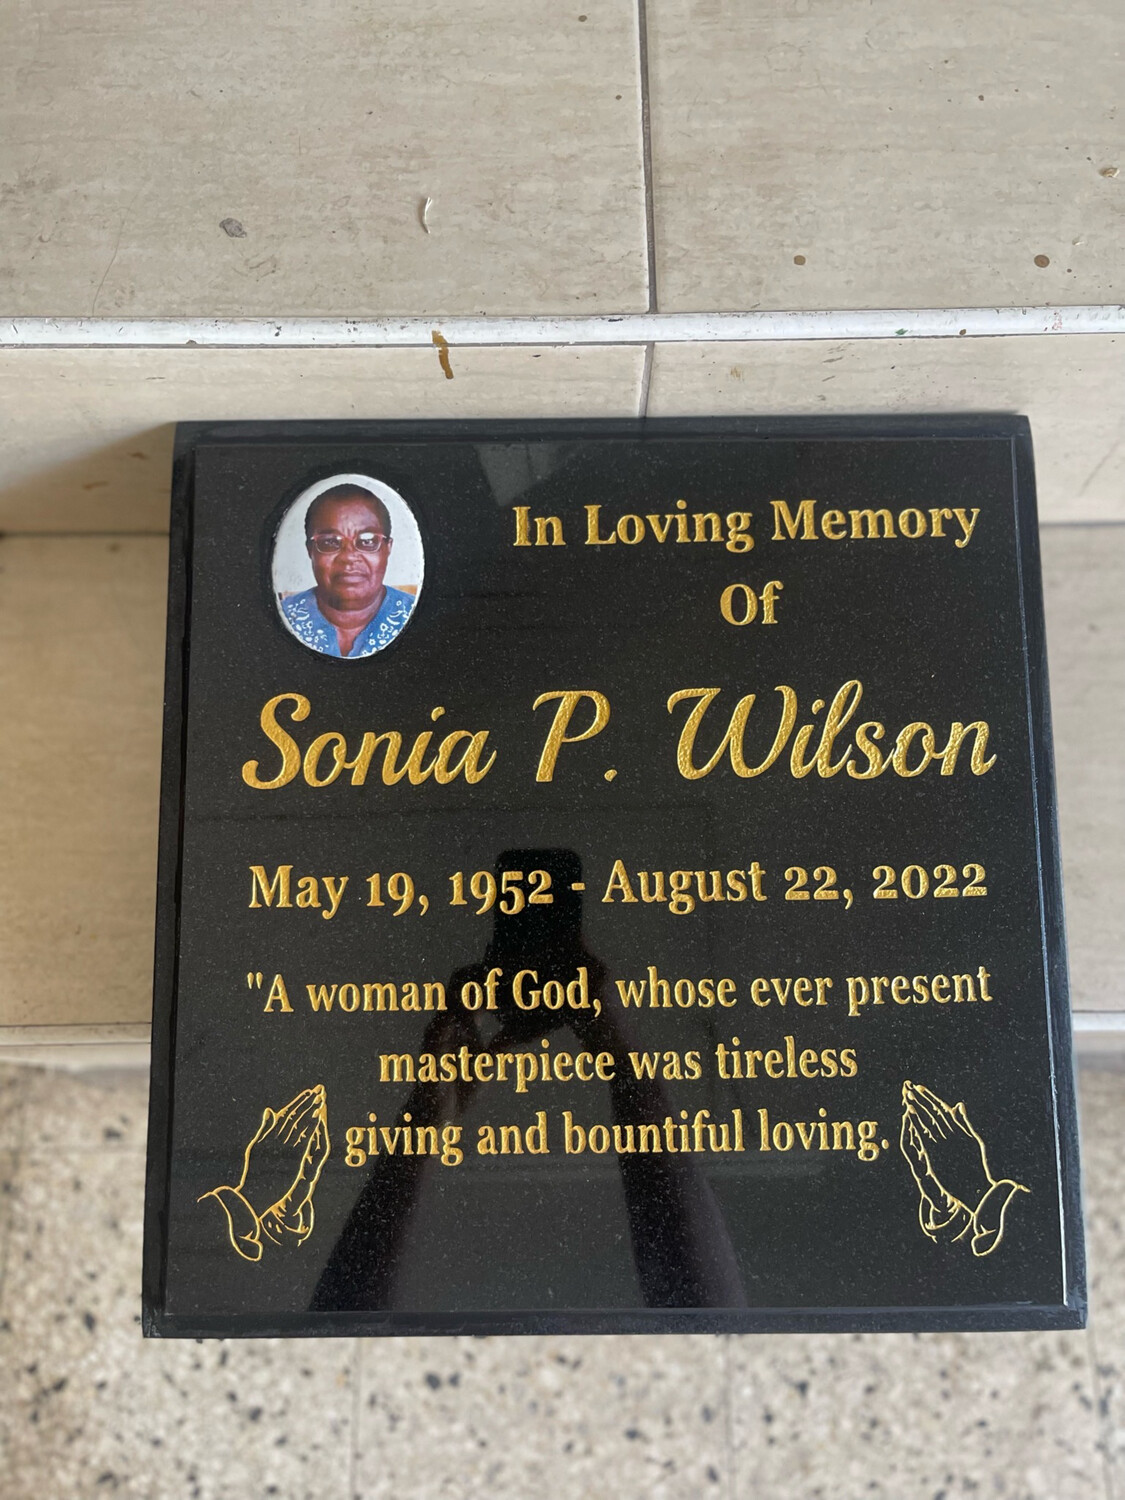 In Loving Memory
Of
Sonia P. Wilson
May 19, 1952 - August 22, 2022
"A woman of God, whose ever present
masterpiece was tireless
giving and bountiful loving.